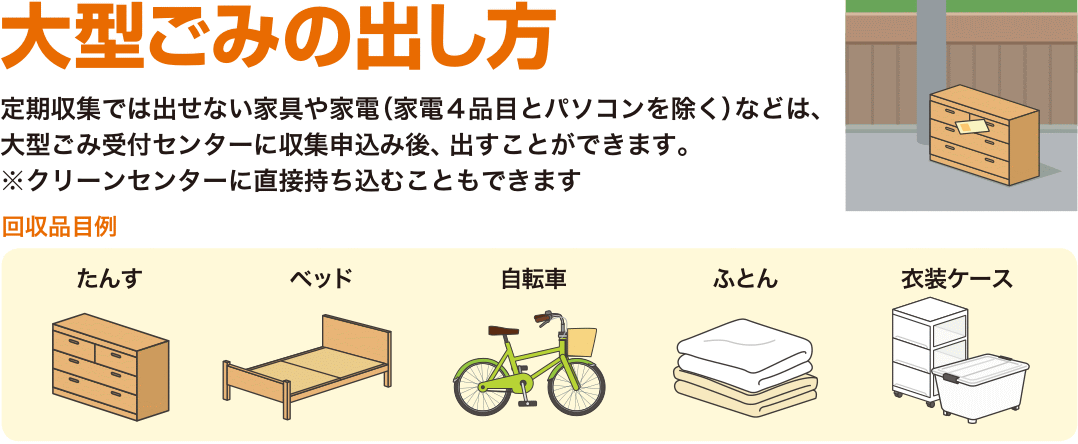 大型ごみの出し方
定期収集では出せない家具や家電（家電４品目とパソコンを除く）などは、
大型ごみ受付センターに収集申込み後、出すことができます。
※クリーンセンターに直接持ち込むこともできます
回収品目例
たんす
ベッド
自転車
ふとん
衣装ケース